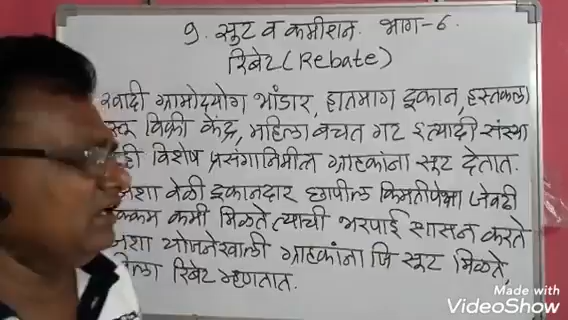 9. सूट व कमीशन. भाग-6.
रिबेट (Rebate)
खादी ग्रामोद्योग भांडार, हातमाग दुकान, हस्तकला
विक्री केंद्र, महिला बचत गट इत्यादी संस्था
विशेष प्रसंगानिमीत्त ग्राहकांना सूट देतात.
अशा वेळी दुकानदार छापील किमतीपेक्षा जेवढी
रक्कम कमी मिळते त्याची भरपाई शासन करते
अशा योजनेखाली ग्राहकांना जि सूट मिळते,
रिबेट म्हणतात.
Made with
VideoShow